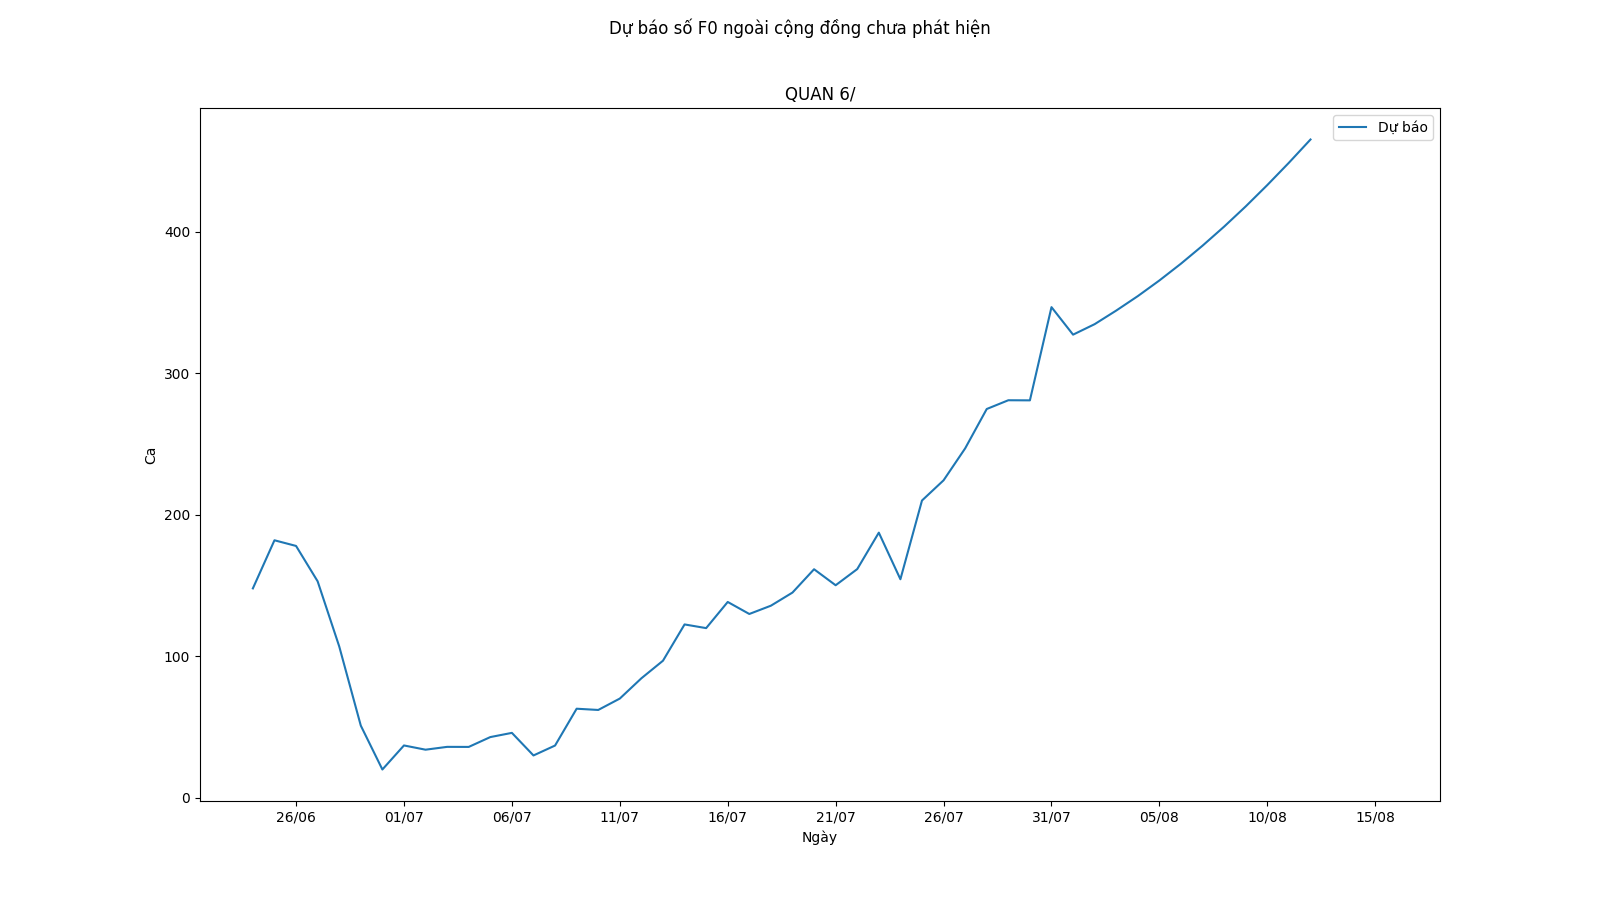 Dự báo số F0 ngoài cộng đồng chưa phát hiện
QUAN 6/
Dự báo
Ca
400
300
200
100
0
26/06 01/07 06/07 11/07 16/07 21/07 26/07 31/07 05/08 10/08 15/08
Ngày